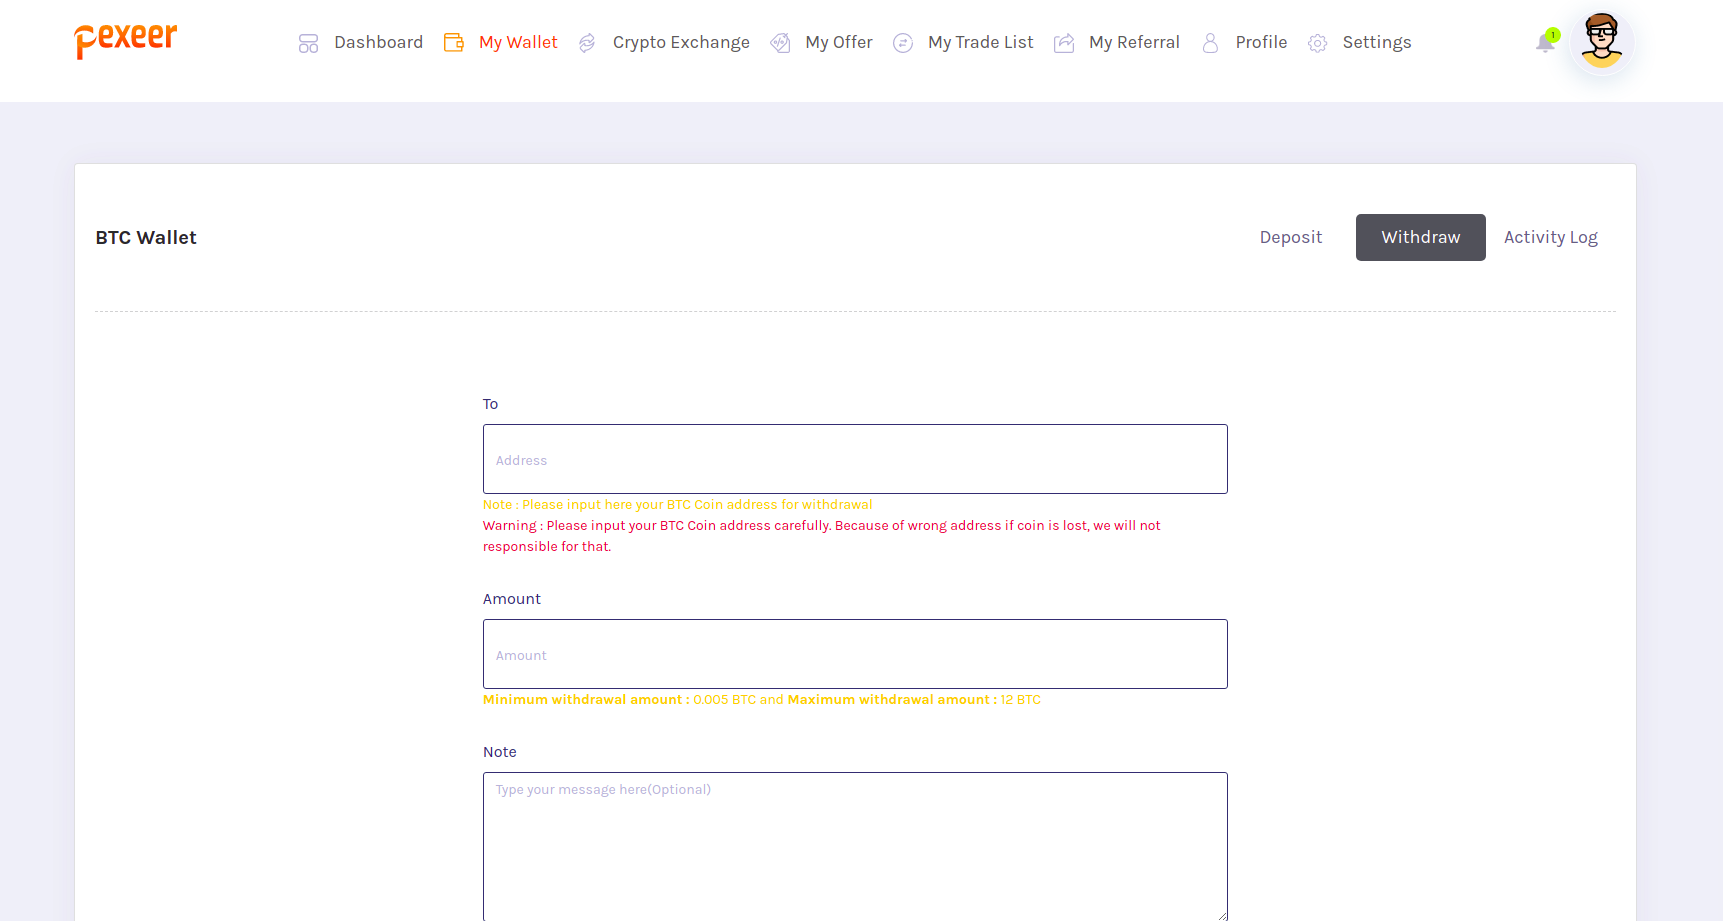 pexeer
Dashboard My Wallet Crypto Exchange My Offer My Trade List My Referral Profile Settings 1
BTC Wallet
Deposit Withdraw Activity Log
To
Address
Note : Please input here your BTC Coin address for withdrawal
Warning : Please input your BTC Coin address carefully. Because of wrong address if coin is lost, we will not
responsible for that.
Amount
Amount
Minimum withdrawal amount : 0.005 BTC and Maximum withdrawal amount : 12 BTC
Note
Type your message here(Optional)